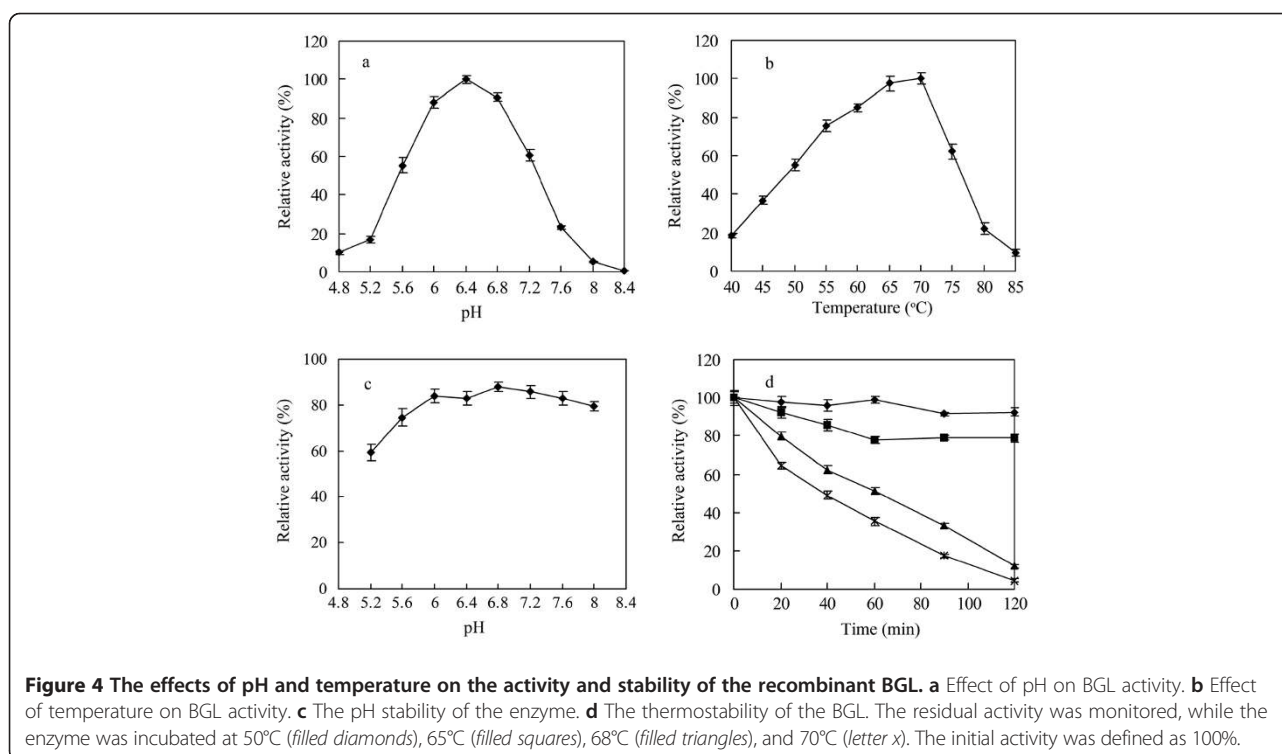 120
100
80
60
40
20
0
Relative activity (%)
a
4.8 5.2 5.6 6 6.4 6.8 7.2 7.6 8 8.4
pH
120
100
80
60
40
20
0
Relative activity (%)
b
40 45 50 55 60 65 70 75 80 85
Temperature (°C)
100
80
60
40
20
0
Relative activity (%)
c
4.8 5.2 5.6 6 6.4 6.8 7.2 7.6 8 8.4
pH
120
100
80
60
40
20
0
Relative activity (%)
d
0 20 40 60 80 100 120
Time (min)
Figure 4 The effects of pH and temperature on the activity and stability of the recombinant BGL. a Effect of pH on BGL activity. b Effect
of temperature on BGL activity. c The pH stability of the enzyme. d The thermostability of the BGL. The residual activity was monitored, while the
enzyme was incubated at 50°C (filled diamonds), 65°C (filled squares), 68°C (filled triangles), and 70°C (letter x). The initial activity was defined as 100%.